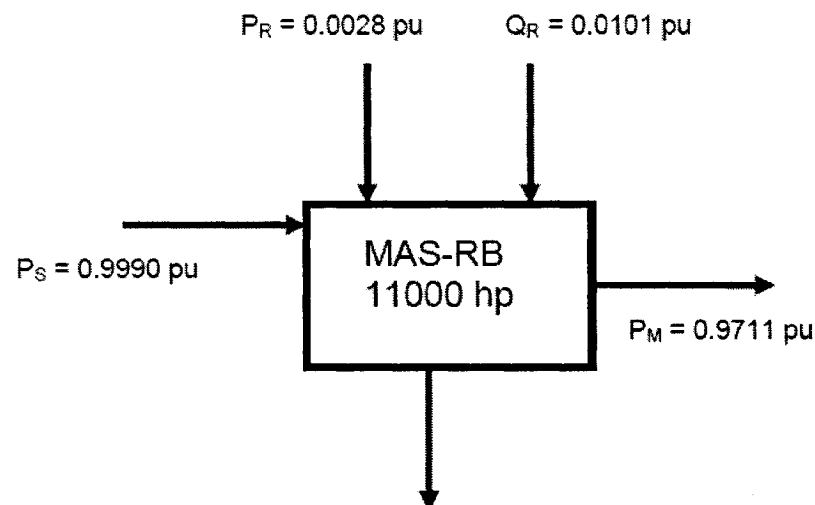 P_R = 0.0028 pu
Q_R = 0.0101 pu
P_S = 0.9990 pu
MAS-RB
11000 hp
P_M = 0.9711 pu